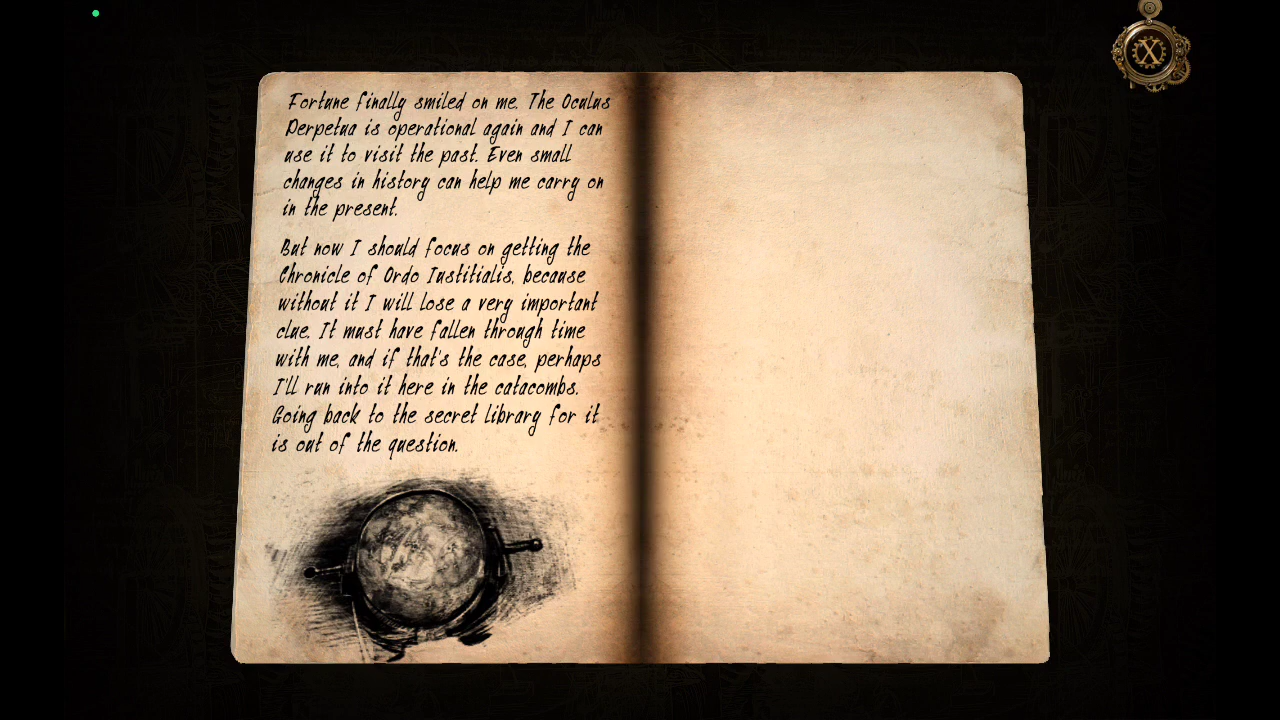 Fortune finally smiled on me. The Oculus
Perpetua is operational again and I can
use it to visit the past. Even small
changes in history can help me carry on
in the present.
But now I should focus on getting the
Chronicle of Ordo Iustitialis, because
without it I will lose a very important
clue. It must have fallen through time
with me, and if that's the case, perhaps
I'll run into it here in the catacombs.
Going back to the secret library for it
is out of the question.
X